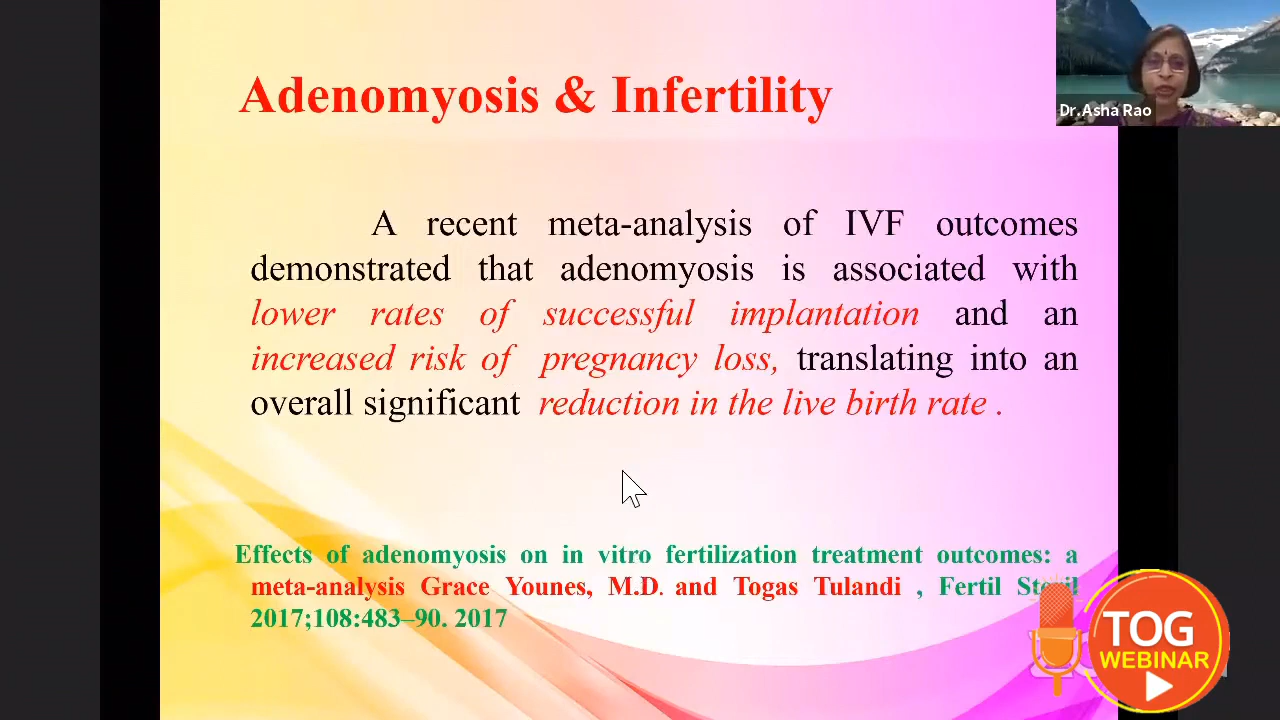 Adenomyosis & Infertility
Dr.Asha Rao
A recent meta-analysis of IVF outcomes
demonstrated that adenomyosis is associated with
lower rates of successful implantation and an
increased risk of pregnancy loss, translating into an
overall significant reduction in the live birth rate .
Effects of adenomyosis on in vitro fertilization treatment outcomes: a
meta-analysis Grace Younes, M.D. and Togas Tulandi , Fertil Steril
2017;108:483–90. 2017
TOG
WEBINAR